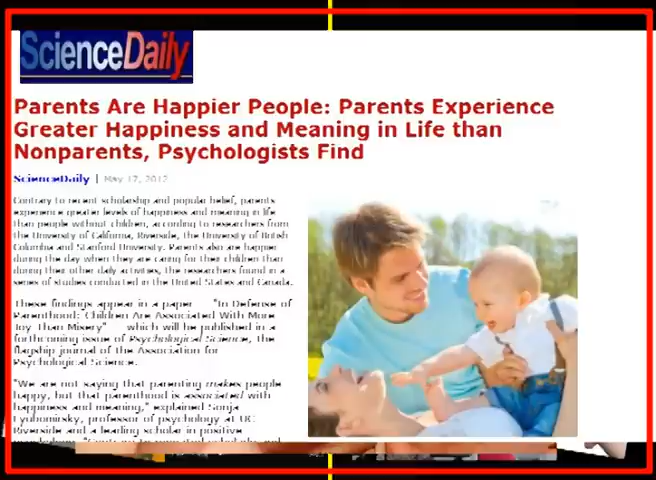 ScienceDaily
Parents Are Happier People: Parents Experience
Greater Happiness and Meaning in Life than
Nonparents, Psychologists Find
ScienceDaily | May 17, 2012
Contrary to recent scholarship and popular belief, parents
experience greater levels of happiness and meaning in life
than people without children, according to researchers from
the University of California, Riverside, the University of British
Columbia and Stanford University. Parents also are happier
during the day when they are caring for their children than
during their other daily activities, the researchers found in a
series of studies conducted in the United States and Canada.
These findings appear in a paper "In Defense of
Parenthood: Children Are Associated With More
Joy Than Misery" which will be published in a
forthcoming issue of Psychological Science, the
flagship journal of the Association for
Psychological Science.
"We are not saying that parenting makes people
happy, but that parenthood is associated with
happiness and meaning," explained Sonja
Lyubomirsky, professor of psychology at UC
Riverside and a leading scholar in positive